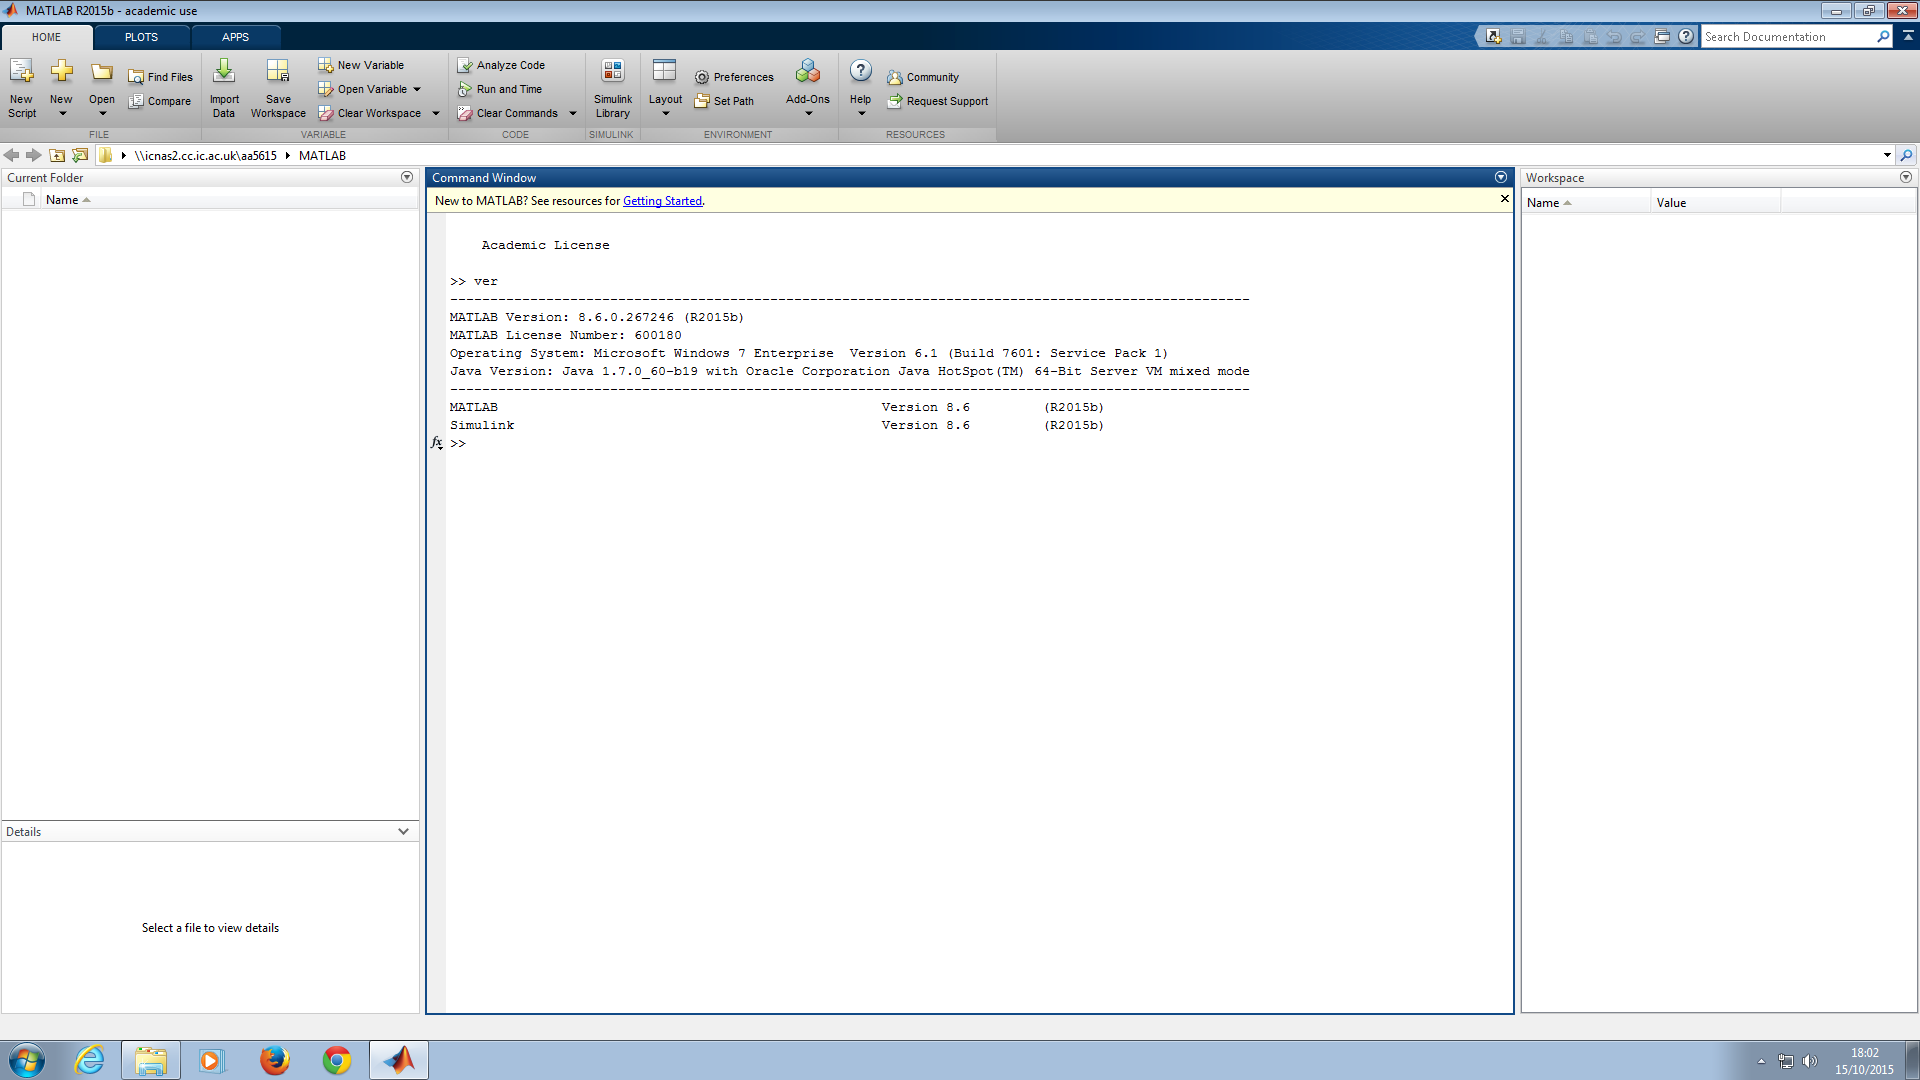 MATLAB R2015b - academic use
HOME PLOTS APPS
Search Documentation
New Script
New
Open
Find Files
Compare
FILE
Import Data
Save Workspace
New Variable
Open Variable
Clear Workspace
VARIABLE
Analyze Code
Run and Time
Clear Commands
CODE
Simulink Library
SIMULINK
Layout
Preferences
Set Path
Add-Ons
ENVIRONMENT
Help
Community
Request Support
RESOURCES
\\icnas2.cc.ic.ac.uk\aa5615 MATLAB
Current Folder
Name
Command Window
New to MATLAB? See resources for Getting Started.
Academic License
>> ver
----------------------------------------------------------------------------------------------------
MATLAB Version: 8.6.0.267246 (R2015b)
MATLAB License Number: 600180
Operating System: Microsoft Windows 7 Enterprise  Version 6.1 (Build 7601: Service Pack 1)
Java Version: Java 1.7.0_60-b19 with Oracle Corporation Java HotSpot(TM) 64-Bit Server VM mixed mode
----------------------------------------------------------------------------------------------------
MATLAB Version 8.6 (R2015b)
Simulink Version 8.6 (R2015b)
fx >>
Workspace
Name Value
Details
Select a file to view details
18:02
15/10/2015